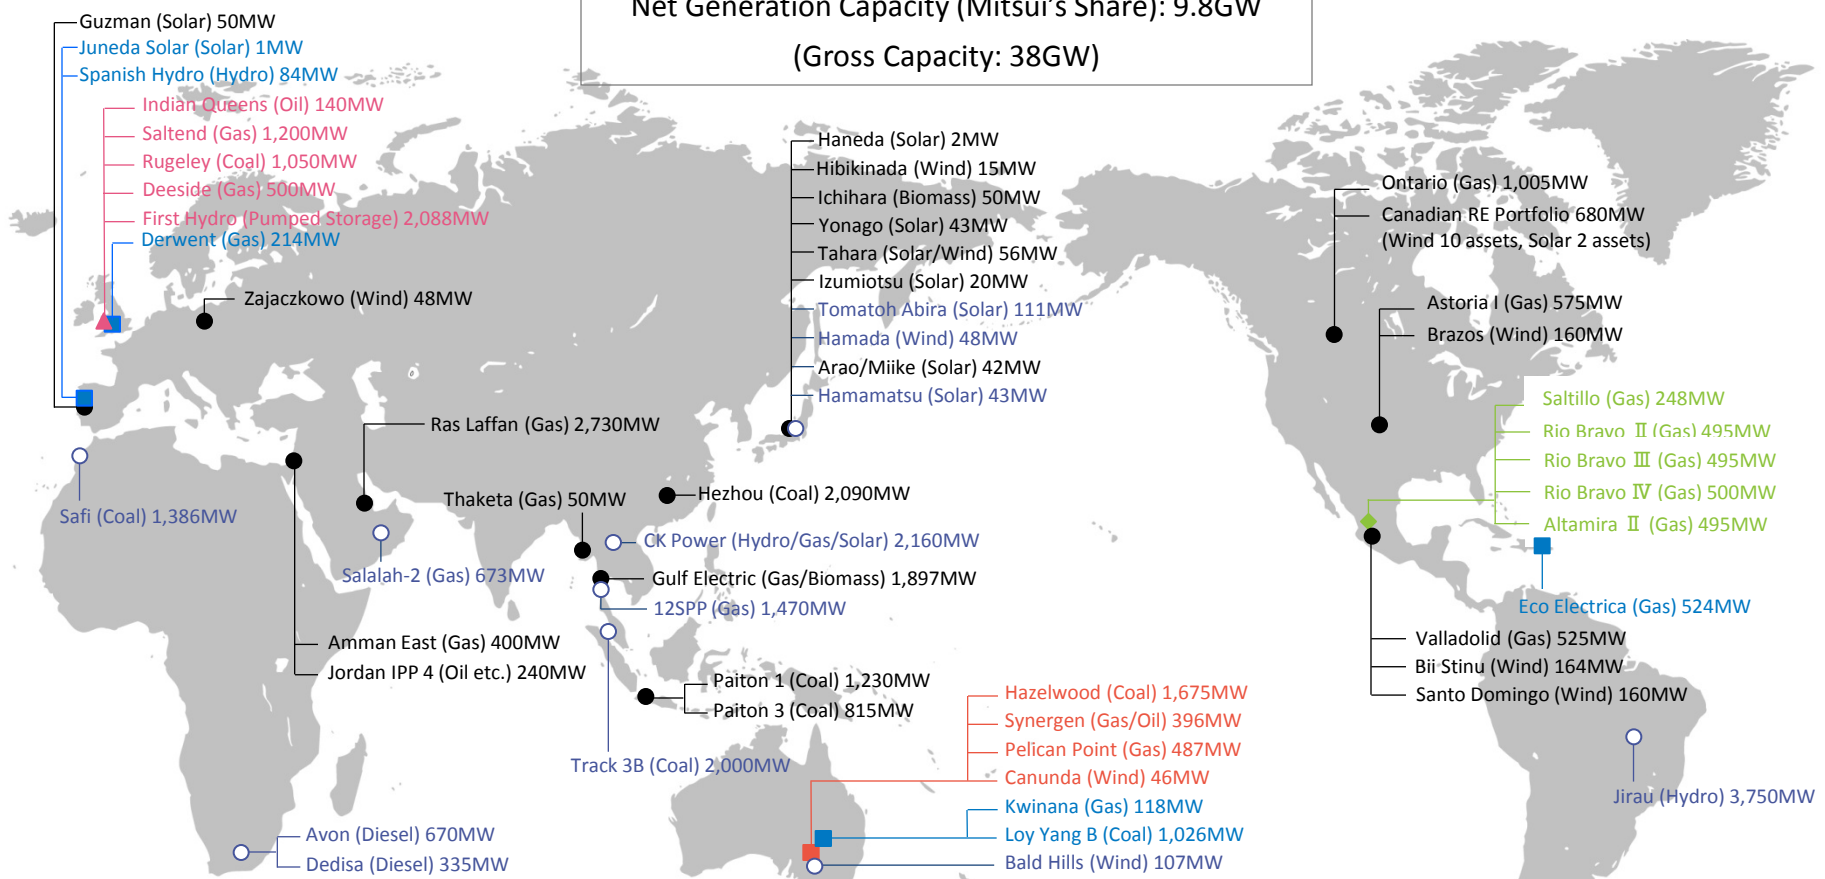 Net Generation Capacity (Mitsui's Share): 9.8GW
(Gross Capacity: 38GW)
Guzman (Solar) 50MW
Juneda Solar (Solar) 1MW
Spanish Hydro (Hydro) 84MW
Indian Queens (Oil) 140MW
Saltend (Gas) 1,200MW
Rugeley (Coal) 1,050MW
Deeside (Gas) 500MW
First Hydro (Pumped Storage) 2,088MW
Derwent (Gas) 214MW
Zajaczkowo (Wind) 48MW
Haneda (Solar) 2MW
Hibikinada (Wind) 15MW
Ichihara (Biomass) 50MW
Yonago (Solar) 43MW
Tahara (Solar/Wind) 56MW
Izumiotsu (Solar) 20MW
Tomatoh Abira (Solar) 111MW
Hamada (Wind) 48MW
Arao/Miike (Solar) 42MW
Hamamatsu (Solar) 43MW
Ontario (Gas) 1,005MW
Canadian RE Portfolio 680MW
(Wind 10 assets, Solar 2 assets)
Astoria I (Gas) 575MW
Brazos (Wind) 160MW
Saltillo (Gas) 248MW
Rio Bravo Ⅱ (Gas) 495MW
Rio Bravo Ⅲ (Gas) 495MW
Rio Bravo Ⅳ (Gas) 500MW
Altamira Ⅱ (Gas) 495MW
Ras Laffan (Gas) 2,730MW
Safi (Coal) 1,386MW
Salalah-2 (Gas) 673MW
Thaketa (Gas) 50MW
Hezhou (Coal) 2,090MW
CK Power (Hydro/Gas/Solar) 2,160MW
Gulf Electric (Gas/Biomass) 1,897MW
12SPP (Gas) 1,470MW
Eco Electrica (Gas) 524MW
Amman East (Gas) 400MW
Jordan IPP 4 (Oil etc.) 240MW
Valladolid (Gas) 525MW
Bii Stinu (Wind) 164MW
Santo Domingo (Wind) 160MW
Paiton 1 (Coal) 1,230MW
Paiton 3 (Coal) 815MW
Track 3B (Coal) 2,000MW
Hazelwood (Coal) 1,675MW
Synergen (Gas/Oil) 396MW
Pelican Point (Gas) 487MW
Canunda (Wind) 46MW
Kwinana (Gas) 118MW
Loy Yang B (Coal) 1,026MW
Bald Hills (Wind) 107MW
Jirau (Hydro) 3,750MW
Avon (Diesel) 670MW
Dedisa (Diesel) 335MW